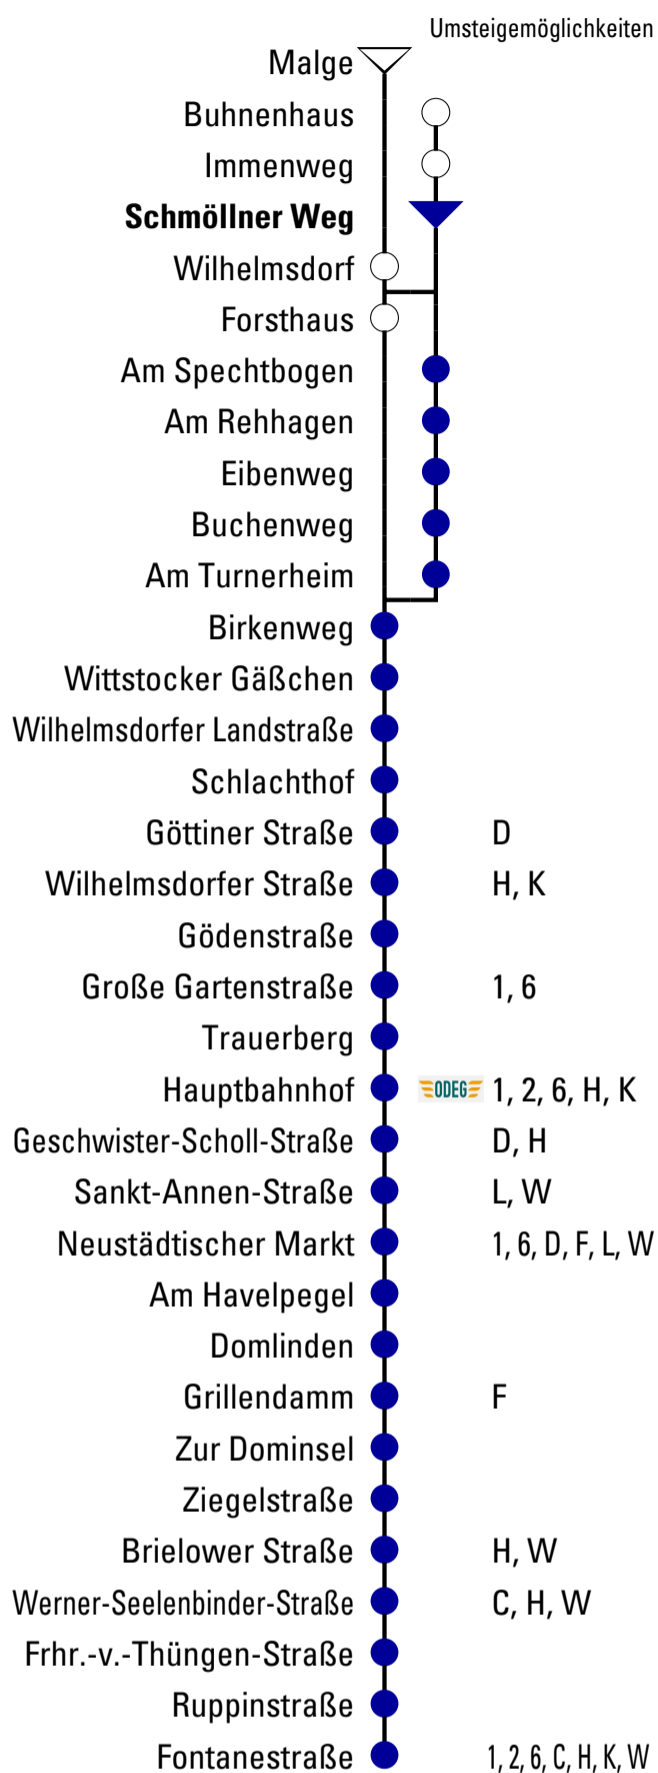 Umsteigemöglichkeiten
Malge
Buhnenhaus
Immenweg
Schmöllner Weg
Wilhelmsdorf
Forsthaus
Am Spechtbogen
Am Rehhagen
Eibenweg
Buchenweg
Am Turnerheim
Birkenweg
Wittstocker Gäßchen
Wilhelmsdorfer Landstraße
Schlachthof
Göttiner Straße D
Wilhelmsdorfer Straße H, K
Gödenstraße
Große Gartenstraße 1, 6
Trauerberg
Hauptbahnhof ODEG 1, 2, 6, H, K
Geschwister-Scholl-Straße D, H
Sankt-Annen-Straße L, W
Neustädtischer Markt 1, 6, D, F, L, W
Am Havelpegel
Domlinden
Grillendamm F
Zur Dominsel
Ziegelstraße
Brielower Straße H, W
Werner-Seelenbinder-Straße C, H, W
Frhr.-v.-Thüngen-Straße
Ruppinstraße
Fontanestraße 1, 2, 6, C, H, K, W